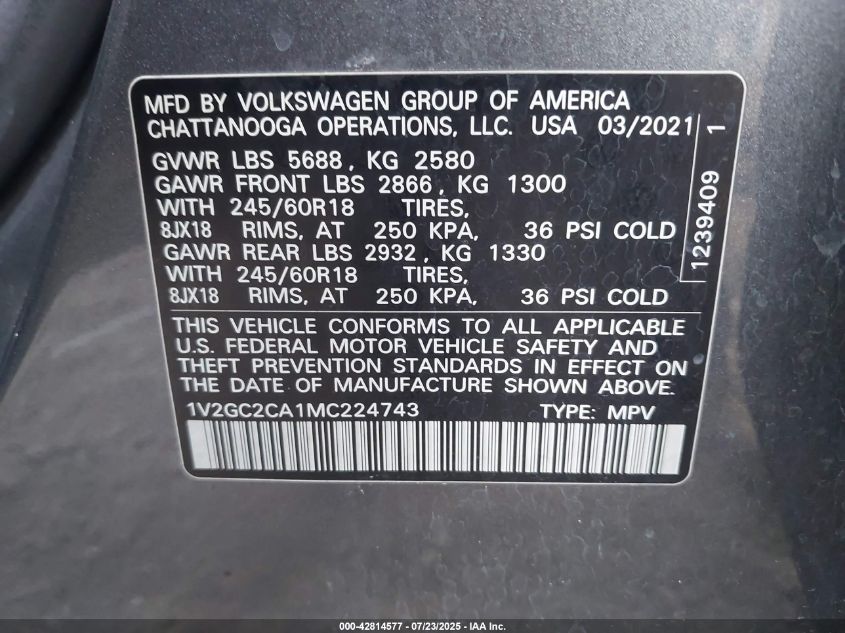 MFD BY VOLKSWAGEN GROUP OF AMERICA
CHATTANOOGA OPERATIONS, LLC. USA 03/2021
GVWR LBS 5688, KG 2580
GAWR FRONT LBS 2866, KG 1300
WITH 245/60R18 TIRES,
8JX18 RIMS, AT 250 KPA, 36 PSI COLD
GAWR REAR LBS 2932, KG 1330
WITH 245/60R18 TIRES,
8JX18 RIMS, AT 250 KPA, 36 PSI COLD
1239409 1
THIS VEHICLE CONFORMS TO ALL APPLICABLE
U.S. FEDERAL MOTOR VEHICLE SAFETY AND
THEFT PREVENTION STANDARDS IN EFFECT ON
THE DATE OF MANUFACTURE SHOWN ABOVE.
1V2GC2CA1MC224743 TYPE: MPV
000-42814577 - 07/23/2025 - IAA Inc.